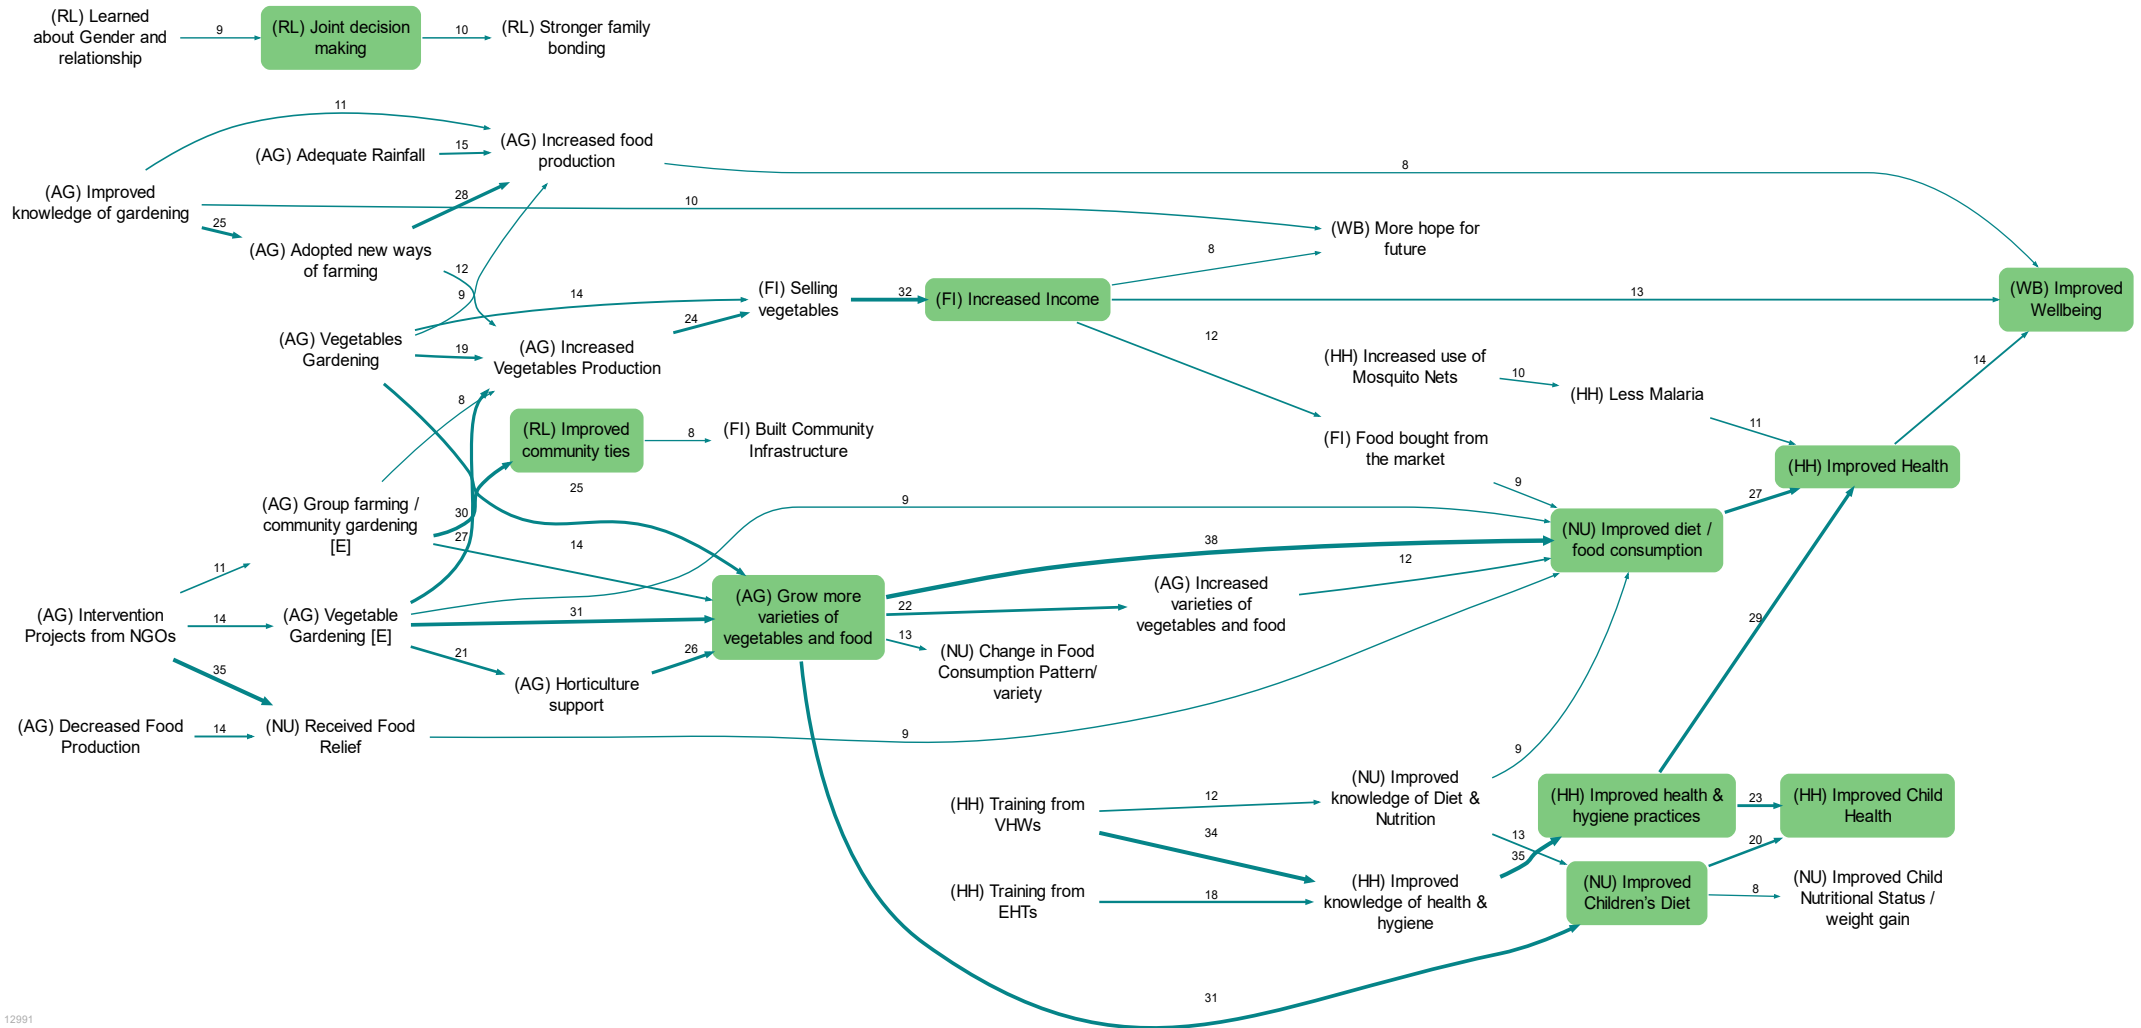 (RL) Learned
about Gender and
relationship
9
(RL) Joint decision
making
10
(RL) Stronger family
bonding
11
(AG) Increased food
production
(AG) Adequate Rainfall
15
8
(AG) Improved
knowledge of gardening
28
10
25
(AG) Adopted new ways
of farming
(WB) More hope for
future
8
12
9
14
(FI) Selling
vegetables
32
(FI) Increased Income
13
(WB) Improved
Wellbeing
24
12
(AG) Vegetables
Gardening
19
(AG) Increased
Vegetables Production
(HH) Increased use of
Mosquito Nets
10
14
(HH) Less Malaria
8
11
(RL) Improved
community ties
8
(FI) Built Community
Infrastructure
(FI) Food bought from
the market
(HH) Improved Health
9
27
25
9
(AG) Group farming /
community gardening
[E]
30
27
14
38
(NU) Improved diet /
food consumption
12
11
(AG) Intervention
Projects from NGOs
14
(AG) Vegetable
Gardening [E]
31
(AG) Grow more
varieties of
vegetables and food
22
(AG) Increased
varieties of
vegetables and food
29
13
(NU) Change in Food
Consumption Pattern/
variety
21
26
(AG) Horticulture
support
35
(AG) Decreased Food
Production
14
(NU) Received Food
Relief
9
9
(HH) Training from
VHWs
12
(NU) Improved
knowledge of Diet &
Nutrition
(HH) Improved health &
hygiene practices
23
(HH) Improved Child
Health
34
13
35
20
(HH) Training from
EHTs
18
(HH) Improved
knowledge of health &
hygiene
(NU) Improved
Children's Diet
8
(NU) Improved Child
Nutritional Status /
weight gain
31
12991